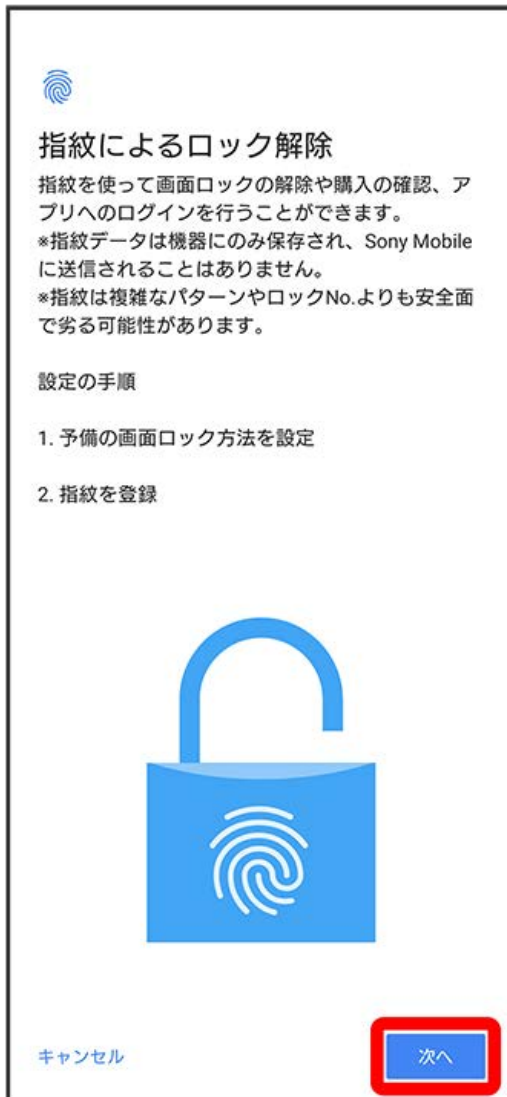 指紋によるロック解除
指紋を使って画面ロックの解除や購入の確認、ア
プリへのログインを行うことができます。
*指紋データは機器にのみ保存され、Sony Mobile
に送信されることはありません。
*指紋は複雑なパターンやロックNo.よりも安全面
で劣る可能性があります。
設定の手順
1. 予備の画面ロック方法を設定
2. 指紋を登録
キャンセル
次へ